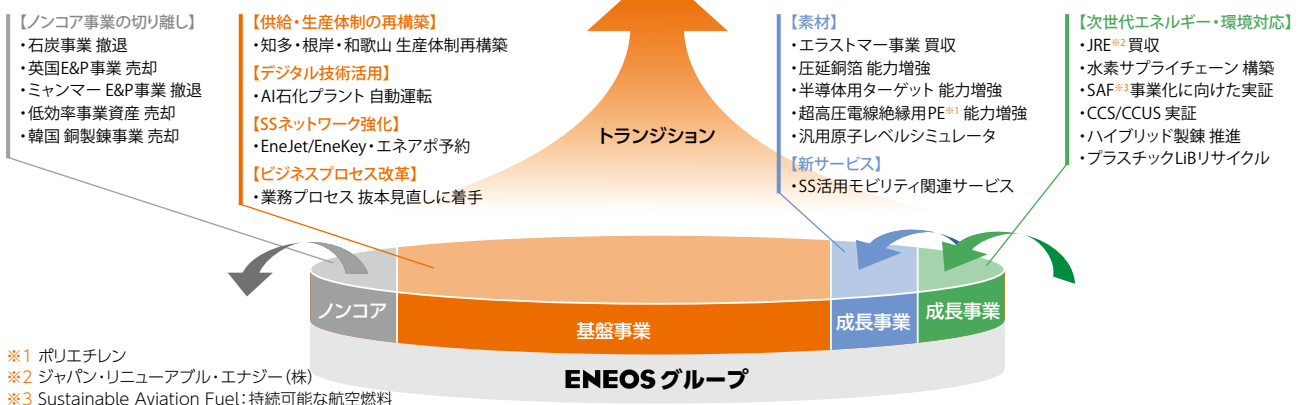 【ノンコア事業の切り離し】
・石炭事業 撤退
・英国E&P事業 売却
・ミャンマー E&P事業 撤退
・低効率事業資産 売却
・韓国 銅製錬事業 売却
【供給・生産体制の再構築】
・知多・根岸・和歌山 生産体制再構築
【デジタル技術活用】
・AI石化プラント 自動運転
【SSネットワーク強化】
・EneJet/EneKey・エネアポ予約
【ビジネスプロセス改革】
・業務プロセス 抜本見直しに着手
トランジション
【素材】
・エラストマー事業 買収
・圧延銅箔 能力増強
・半導体用ターゲット 能力増強
・超高圧電線絶縁用PE※1 能力増強
・汎用原子レベルシミュレータ
【新サービス】
・SS活用モビリティ関連サービス
【次世代エネルギー・環境対応】
・JRE※2 買収
・水素サプライチェーン 構築
・SAF※3事業化に向けた実証
・CCS/CCUS 実証
・ハイブリッド製錬 推進
・プラスチックLiBリサイクル
ノンコア
基盤事業
成長事業
成長事業
ENEOS グループ
※1 ポリエチレン
※2 ジャパン・リニューアブル・エナジー(株)
※3 Sustainable Aviation Fuel:持続可能な航空燃料